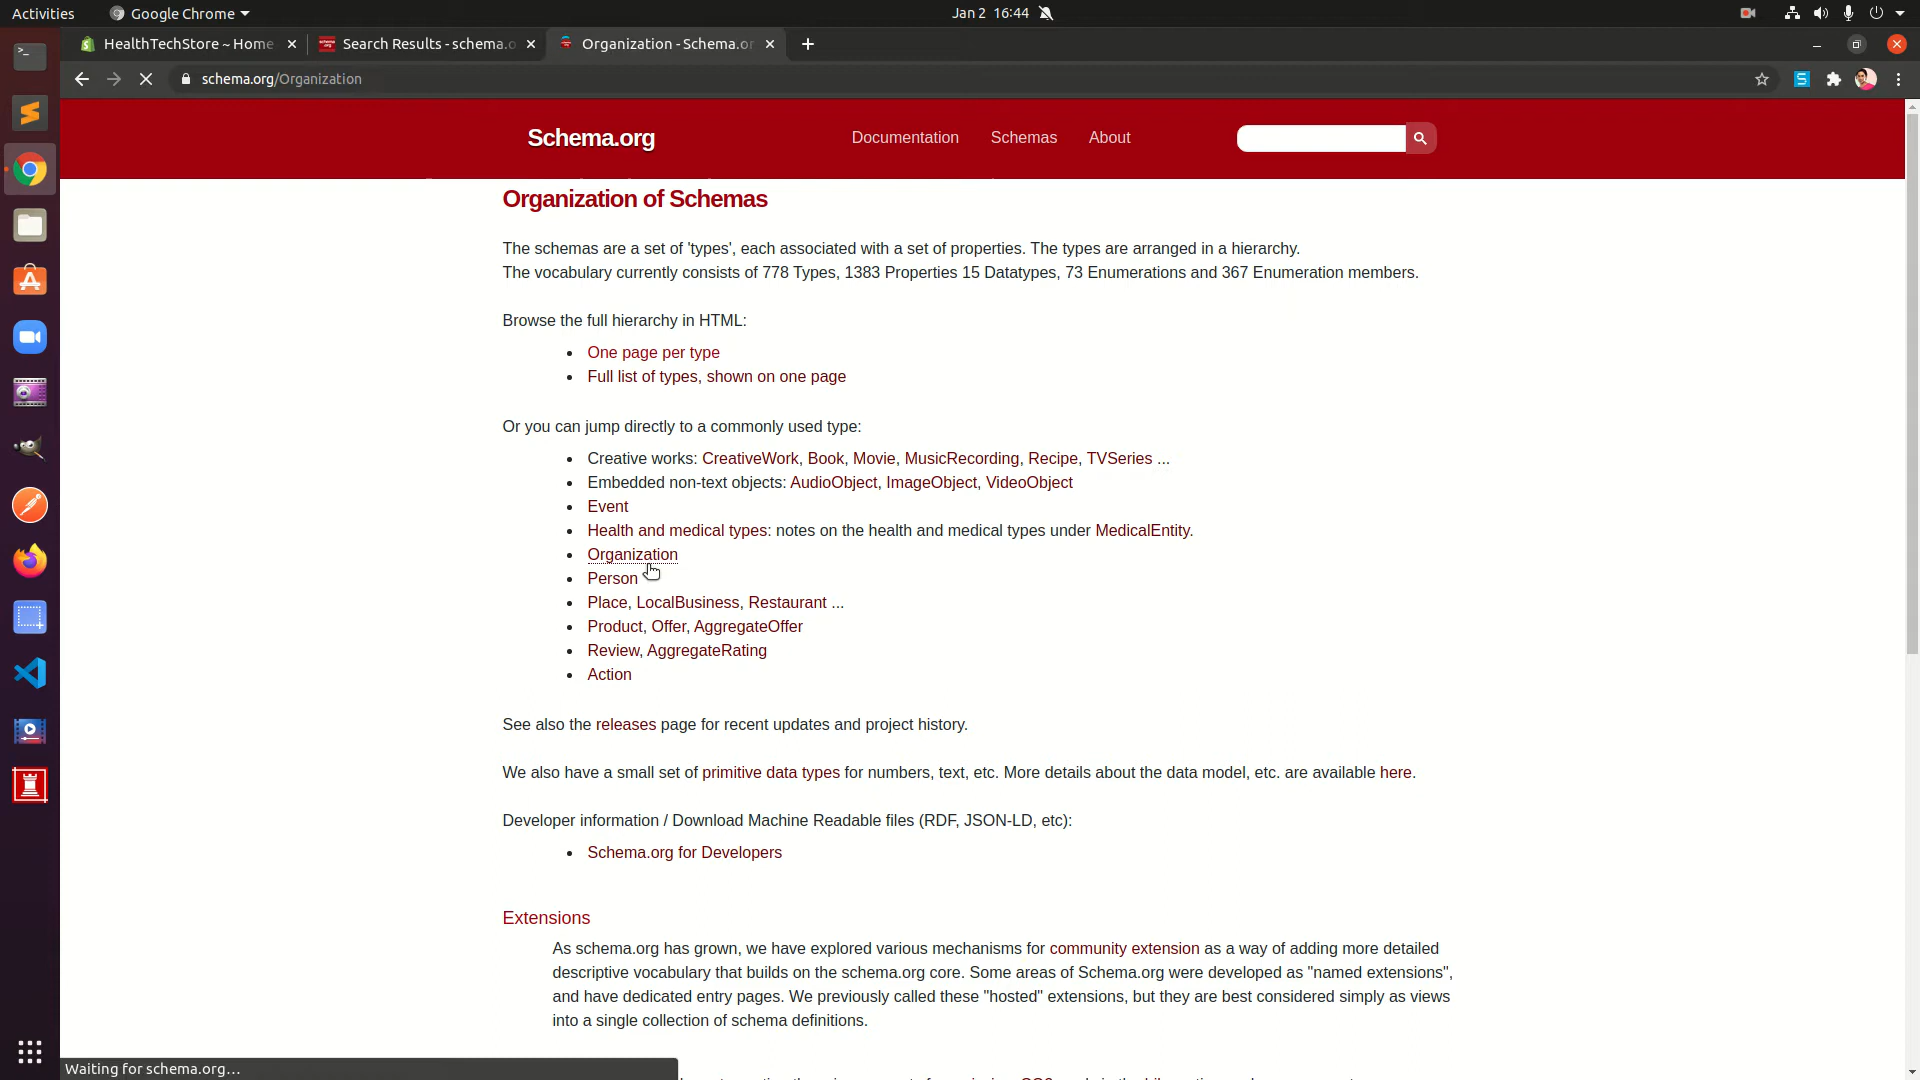 Activities
Google Chrome
Jan 2 16:44
HealthTechStore ~ Home
Search Results - schema.o
Organization - Schema.or
schema.org/Organization
Schema.org
Documentation
Schemas
About
Organization of Schemas
The schemas are a set of 'types', each associated with a set of properties. The types are arranged in a hierarchy.
The vocabulary currently consists of 778 Types, 1383 Properties 15 Datatypes, 73 Enumerations and 367 Enumeration members.
Browse the full hierarchy in HTML:
One page per type
Full list of types, shown on one page
Or you can jump directly to a commonly used type:
Creative works: CreativeWork, Book, Movie, MusicRecording, Recipe, TVSeries ...
Embedded non-text objects: AudioObject, ImageObject, VideoObject
Event
Health and medical types: notes on the health and medical types under MedicalEntity.
Organization
Person
Place, LocalBusiness, Restaurant ...
Product, Offer, AggregateOffer
Review, AggregateRating
Action
See also the releases page for recent updates and project history.
We also have a small set of primitive data types for numbers, text, etc. More details about the data model, etc. are available here.
Developer information / Download Machine Readable files (RDF, JSON-LD, etc):
Schema.org for Developers
Extensions
As schema.org has grown, we have explored various mechanisms for community extension as a way of adding more detailed
descriptive vocabulary that builds on the schema.org core. Some areas of Schema.org were developed as "named extensions",
and have dedicated entry pages. We previously called these "hosted" extensions, but they are best considered simply as views
into a single collection of schema definitions.
Waiting for schema.org...